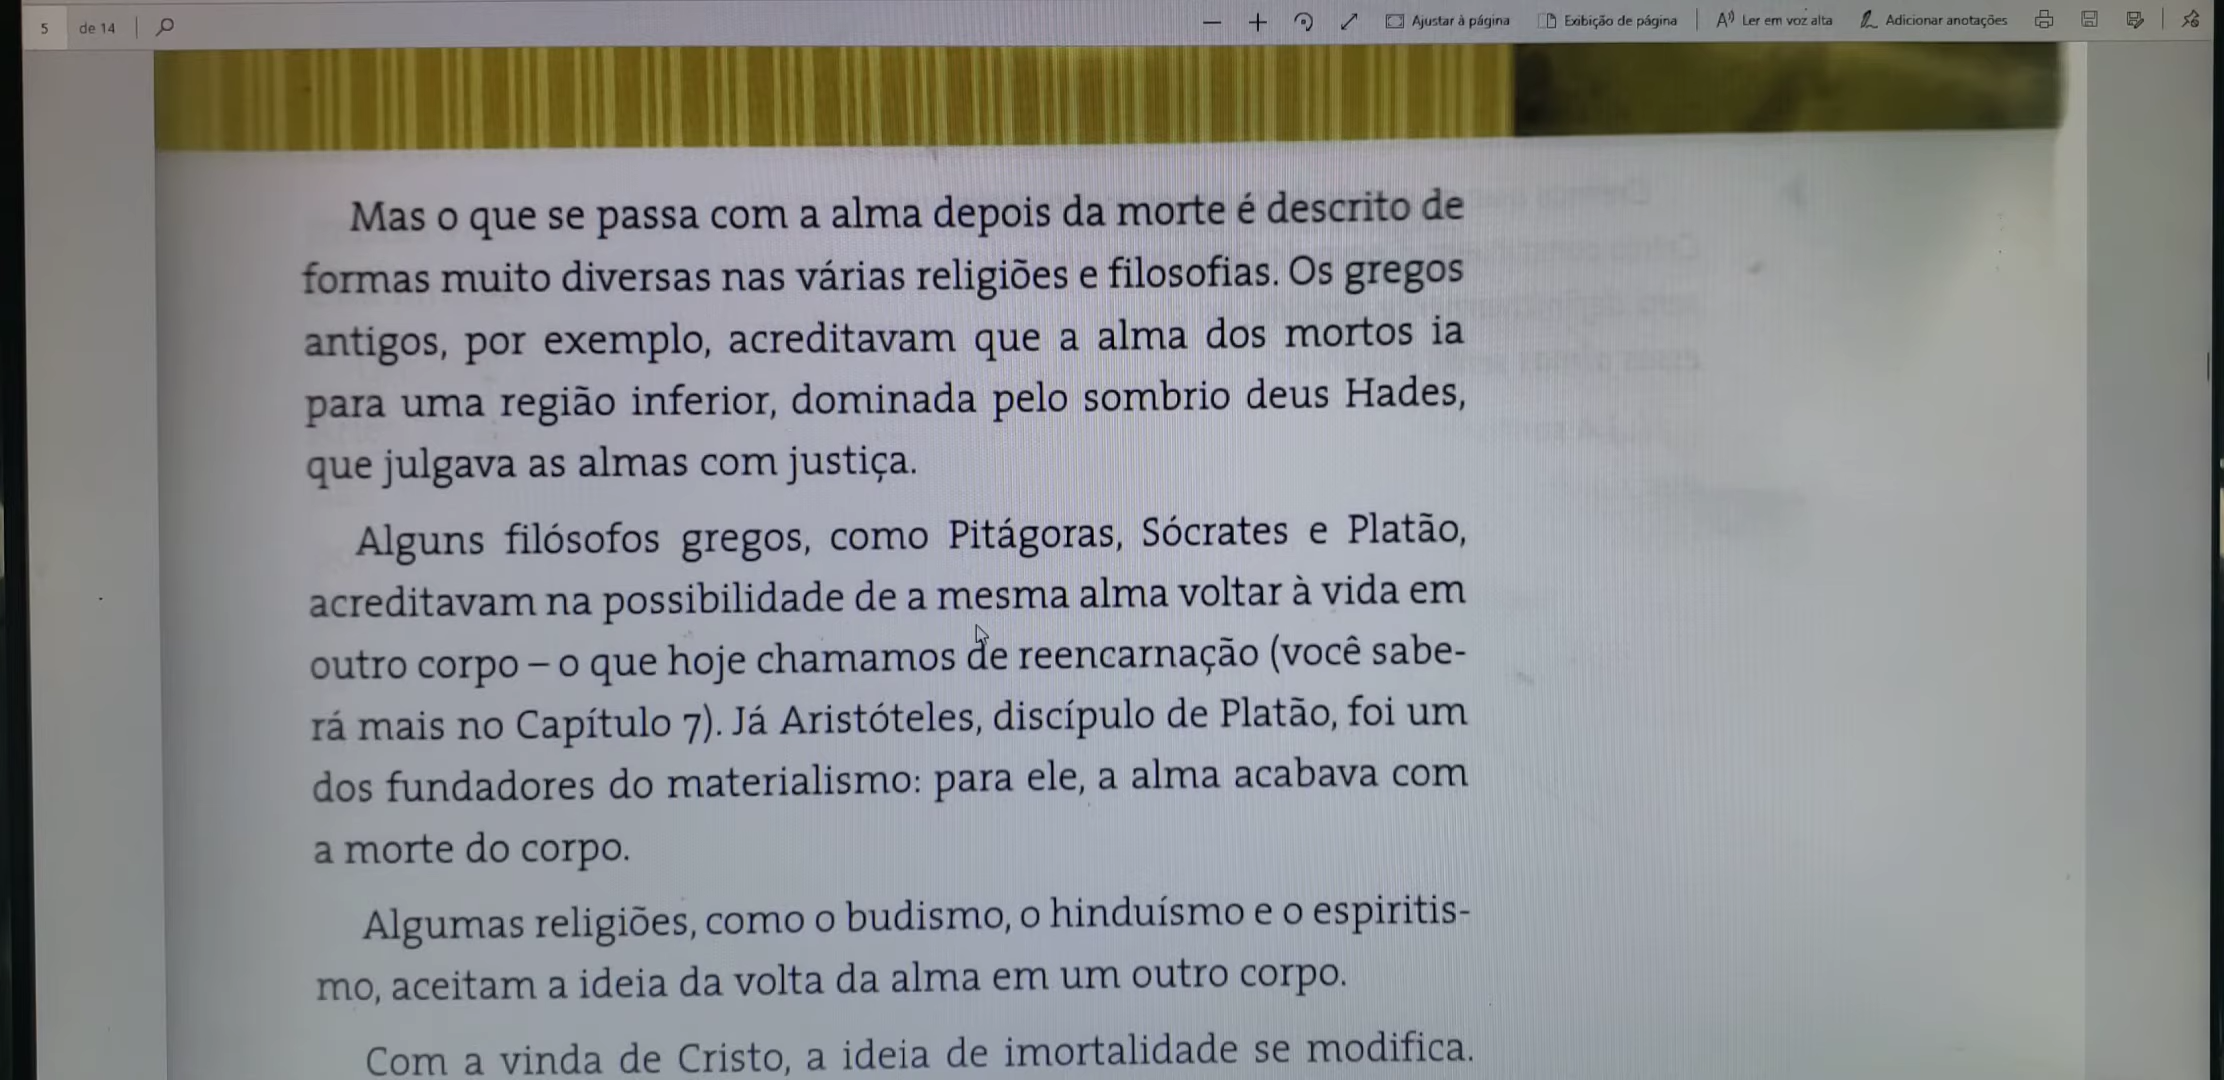 5 de 14 Ajustar à página Exibição de página Ler em voz alta Adicionar anotações
Mas o que se passa com a alma depois da morte é descrito de
formas muito diversas nas várias religiões e filosofias. Os gregos
antigos, por exemplo, acreditavam que a alma dos mortos ia
para uma região inferior, dominada pelo sombrio deus Hades,
que julgava as almas com justiça.
Alguns filósofos gregos, como Pitágoras, Sócrates e Platão,
acreditavam na possibilidade de a mesma alma voltar à vida em
outro corpo – o que hoje chamamos de reencarnação (você sabe-
rá mais no Capítulo 7). Já Aristóteles, discípulo de Platão, foi um
dos fundadores do materialismo: para ele, a alma acabava com
a morte do corpo.
Algumas religiões, como o budismo, o hinduísmo e o espiritis-
mo, aceitam a ideia da volta da alma em um outro corpo.
Com a vinda de Cristo, a ideia de imortalidade se modifica.